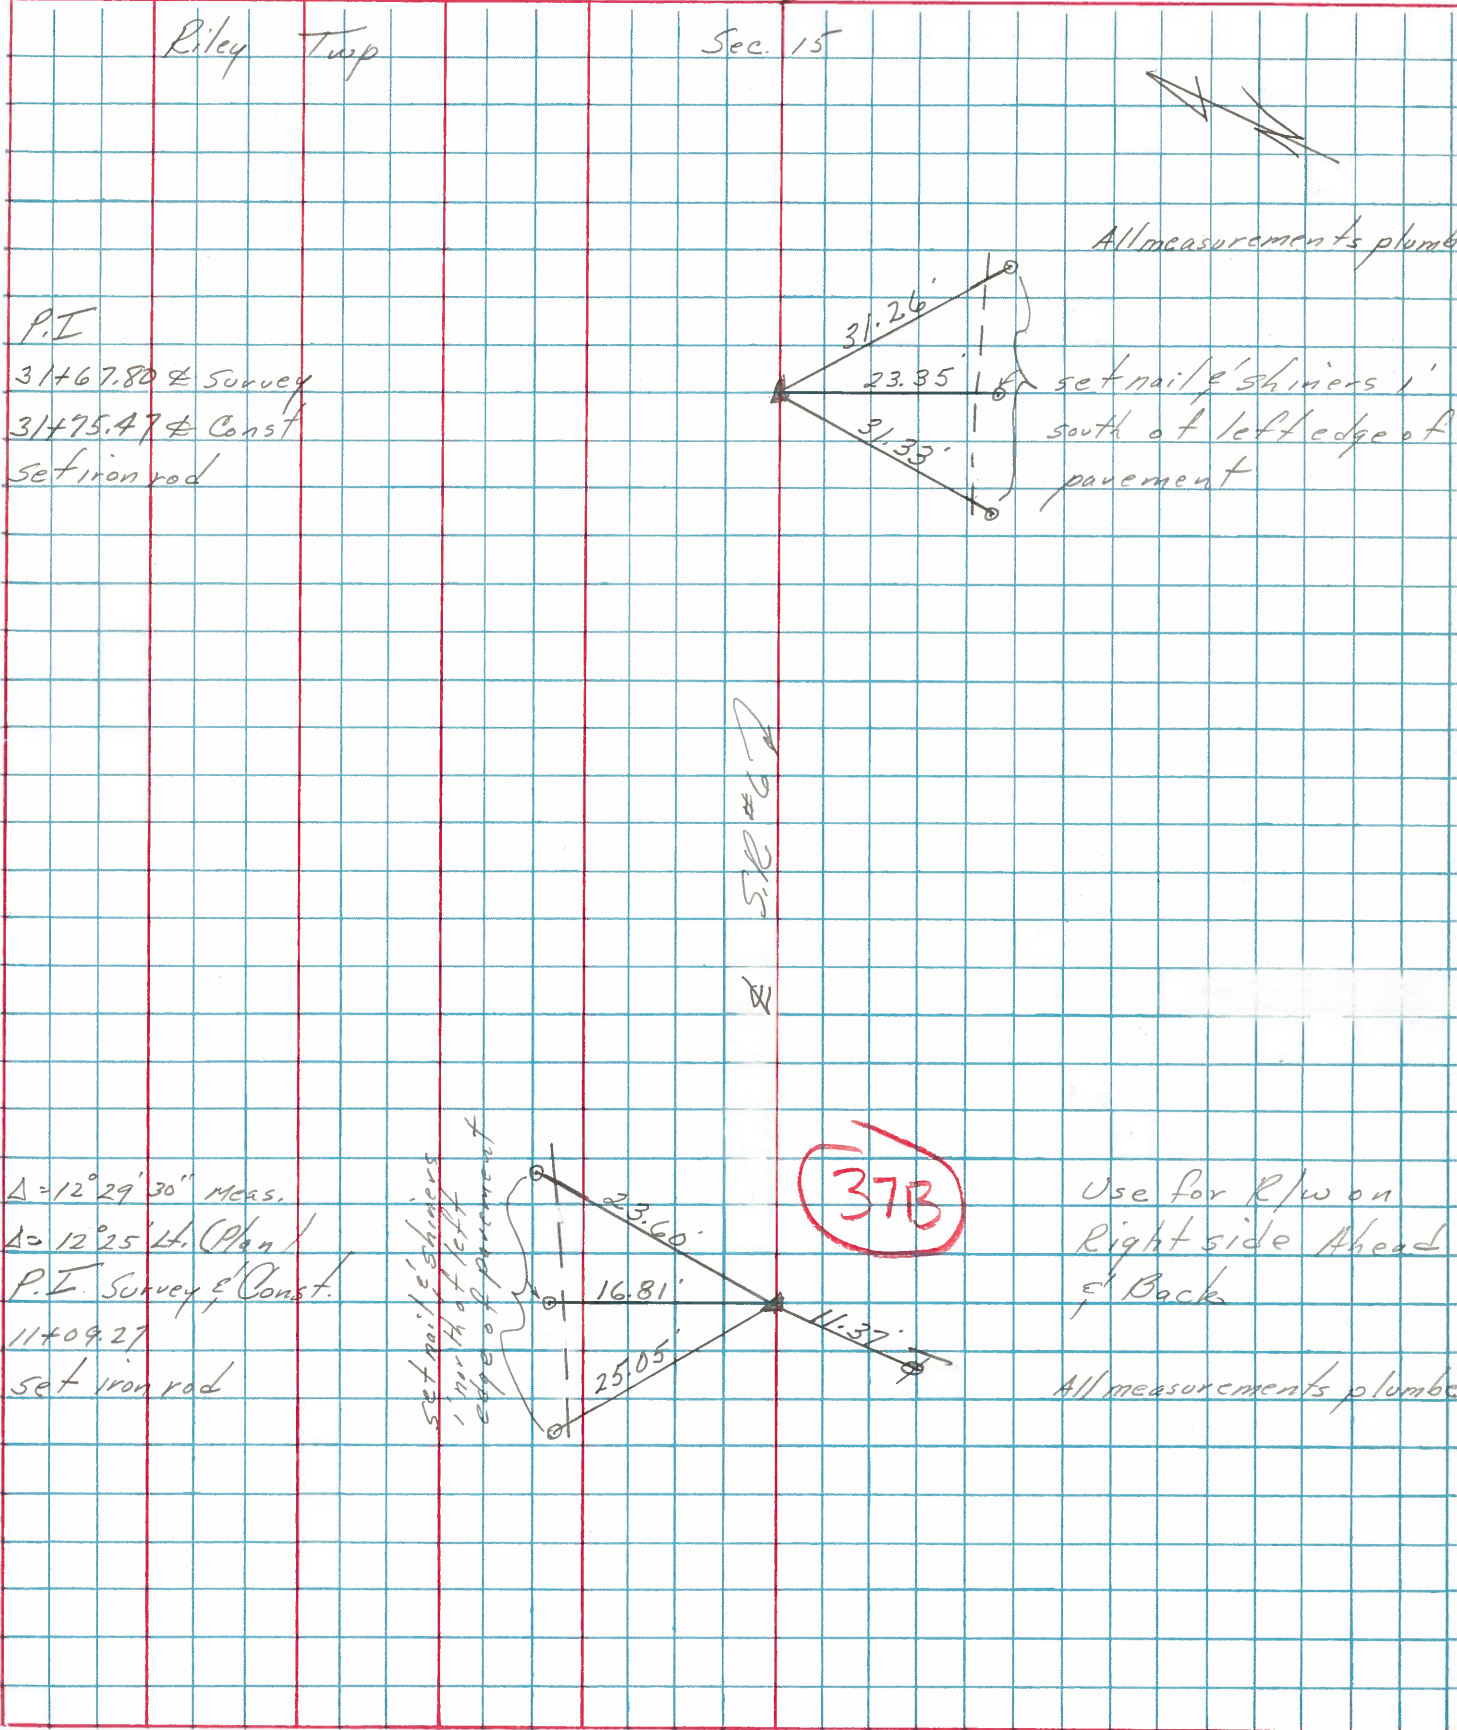 Riley Twp Sec. 15
All measurements plumb
P.I
31+67.80 ℄ Survey
31+75.47 ℄ Const
set iron rod
31.26'
23.35'
31.33'
set nail & shiners 1'
south of left edge of
pavement
℄ S.R #67
37B
Δ=12°29'30" Meas.
Δ= 12°25' Lt. (Plan)
P.I. Survey & Const.
11+09.27
set iron rod
set nail & shiners
1' north of left
edge of pavement
23.60'
16.81'
25.05'
11.37'
Use for R/W on
Right side Ahead
& Back
All measurements plumbe